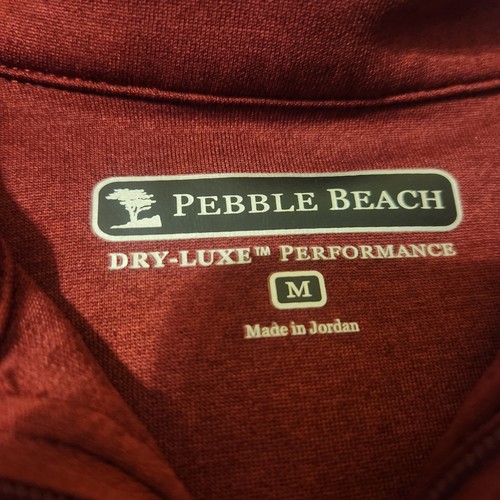 PEBBLE BEACH
DRY-LUXE™ PERFORMANCE
M
Made in Jordan